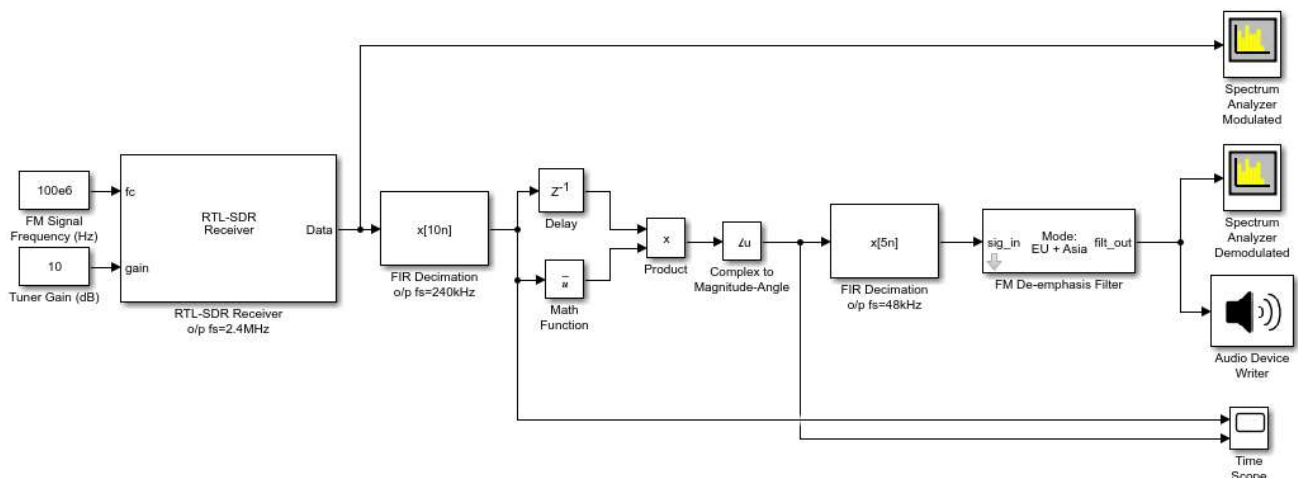 Spectrum
Analyzer
Modulated
100e6
FM Signal
Frequency (Hz)
10
Tuner Gain (dB)
fc
gain
RTL-SDR
Receiver
Data
RTL-SDR Receiver
o/p fs=2.4MHz
x[10n]
FIR Decimation
o/p fs=240kHz
Z-1
Delay
u
Math
Function
x
Product
∠u
Complex to
Magnitude-Angle
x[5n]
FIR Decimation
o/p fs=48kHz
sig_in
Mode:
EU + Asia
filt_out
FM De-emphasis Filter
Spectrum
Analyzer
Demodulated
Audio Device
Writer
Time
Scope